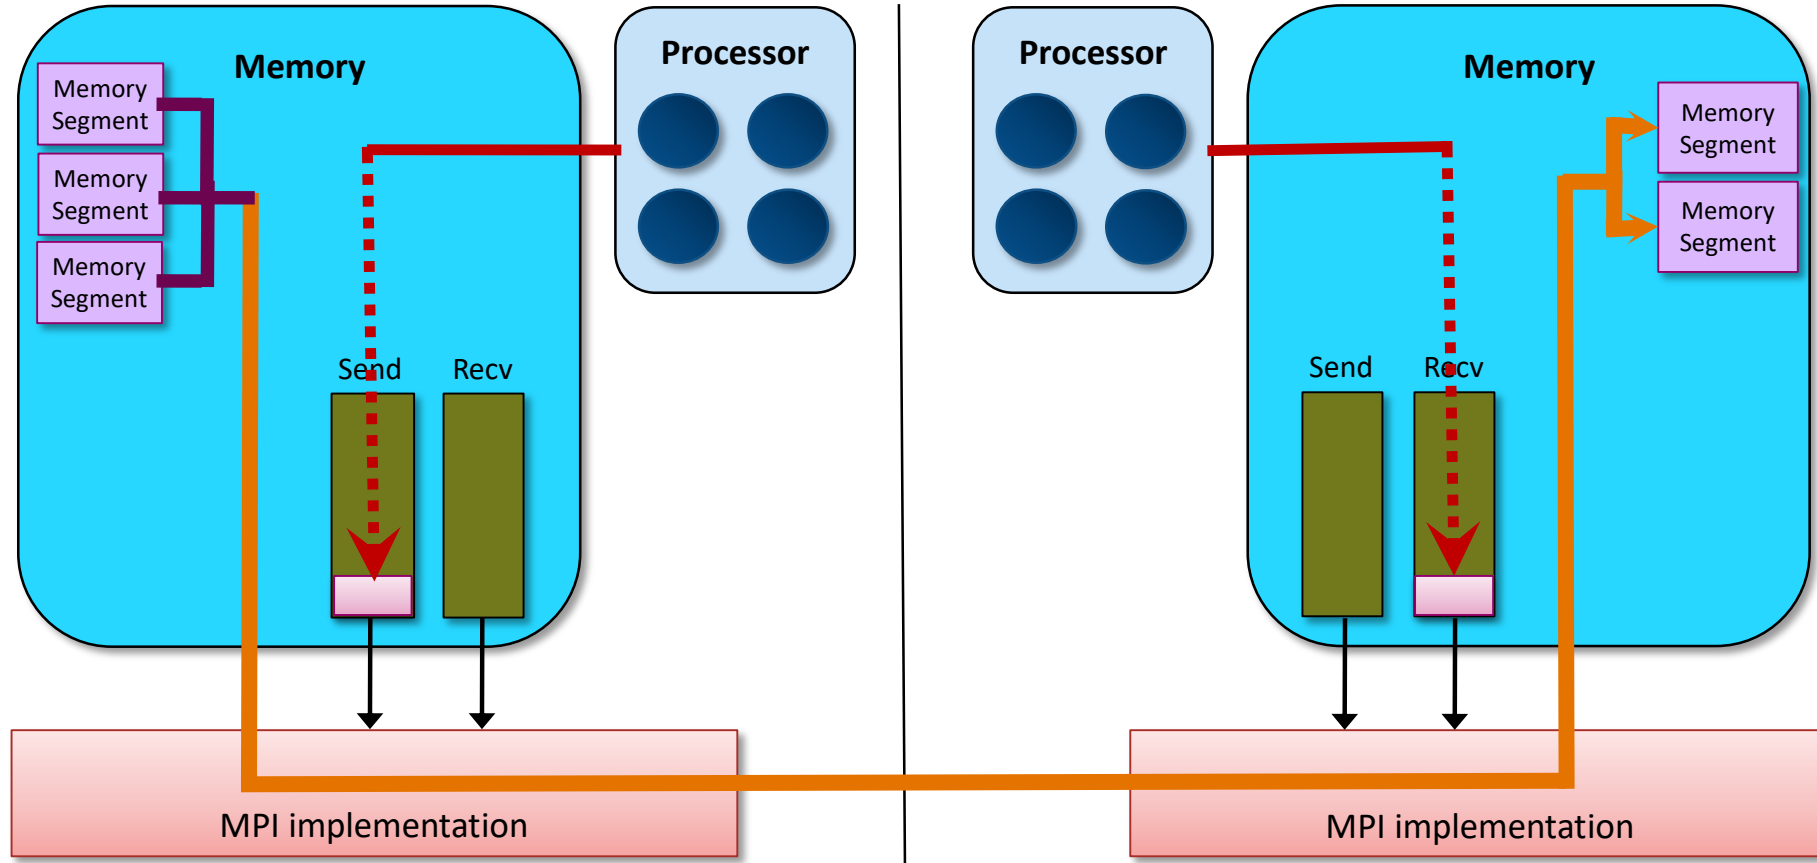 Memory
Memory
Segment
Memory
Segment
Memory
Segment
Processor
Send
Recv
MPI implementation
Processor
Memory
Memory
Segment
Memory
Segment
Send
Recv
MPI implementation